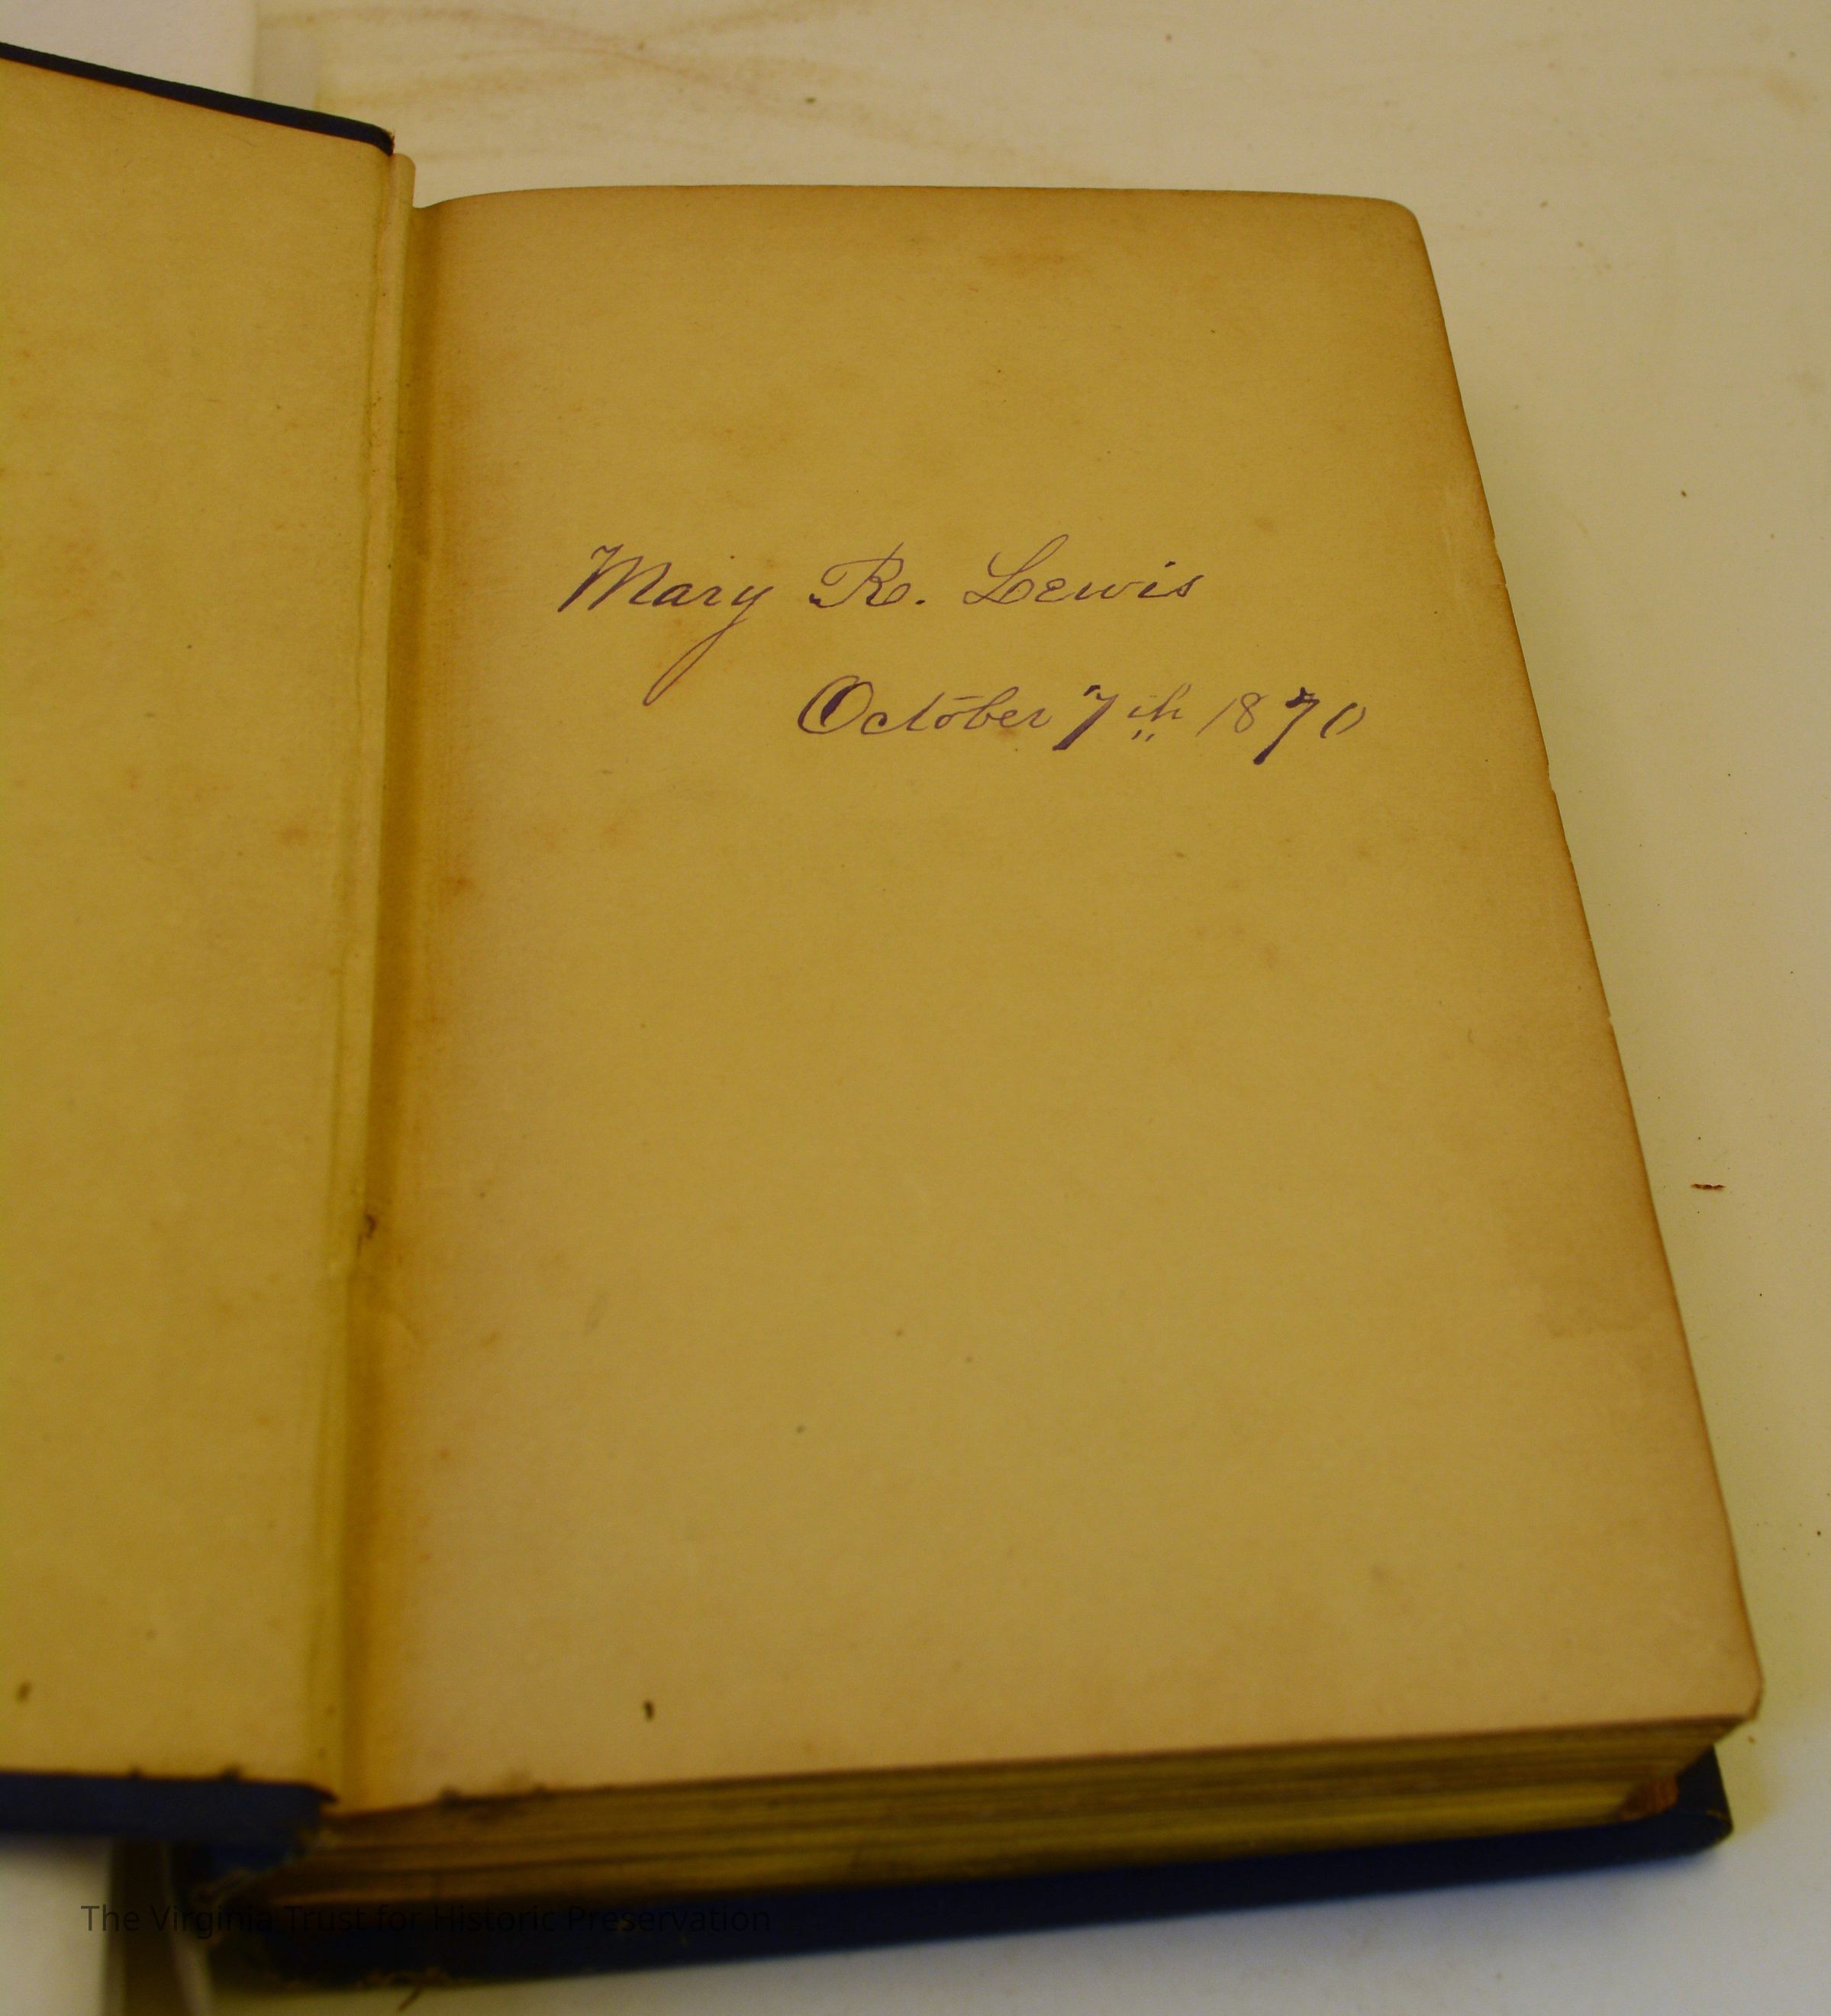 Mary R. Lewis
October 7th 1870
The Virginia Trust for Historic Preservation